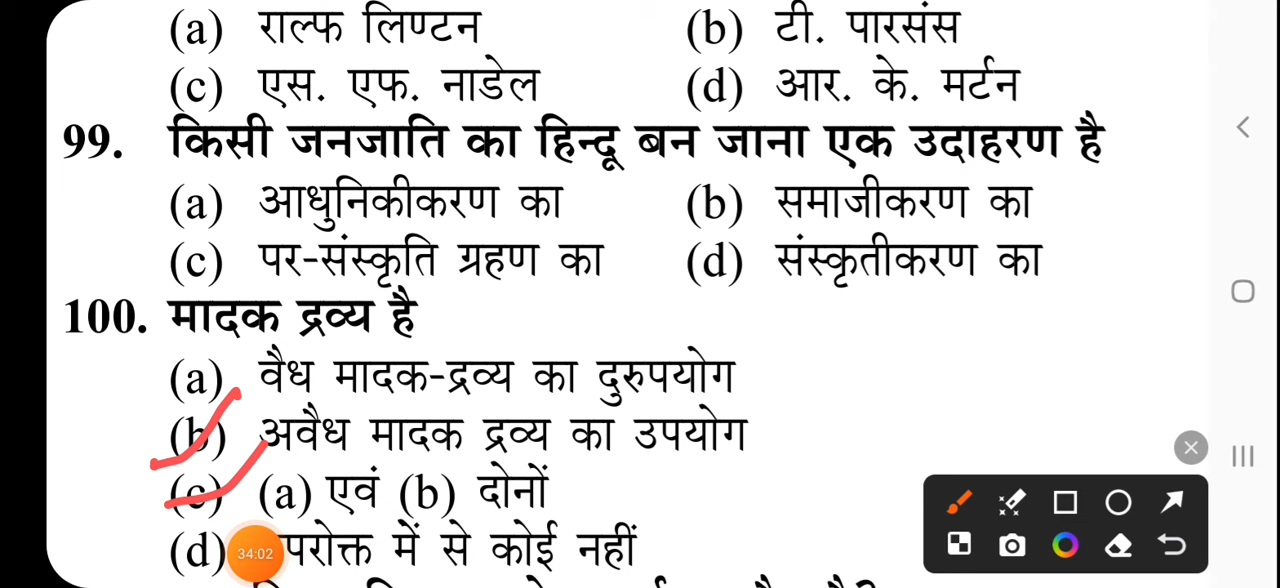 (a) राल्फ लिण्टन (b) टी. पारसंस
(c) एस. एफ. नाडेल (d) आर. के. मर्टन
99. किसी जनजाति का हिन्दू बन जाना एक उदाहरण है
(a) आधुनिकीकरण का (b) समाजीकरण का
(c) पर-संस्कृति ग्रहण का (d) संस्कृतीकरण का
100. मादक द्रव्य है
(a) वैध मादक-द्रव्य का दुरुपयोग
(b) अवैध मादक द्रव्य का उपयोग
(c) (a) एवं (b) दोनों
(d) परोक्त में से कोई नहीं
34:02